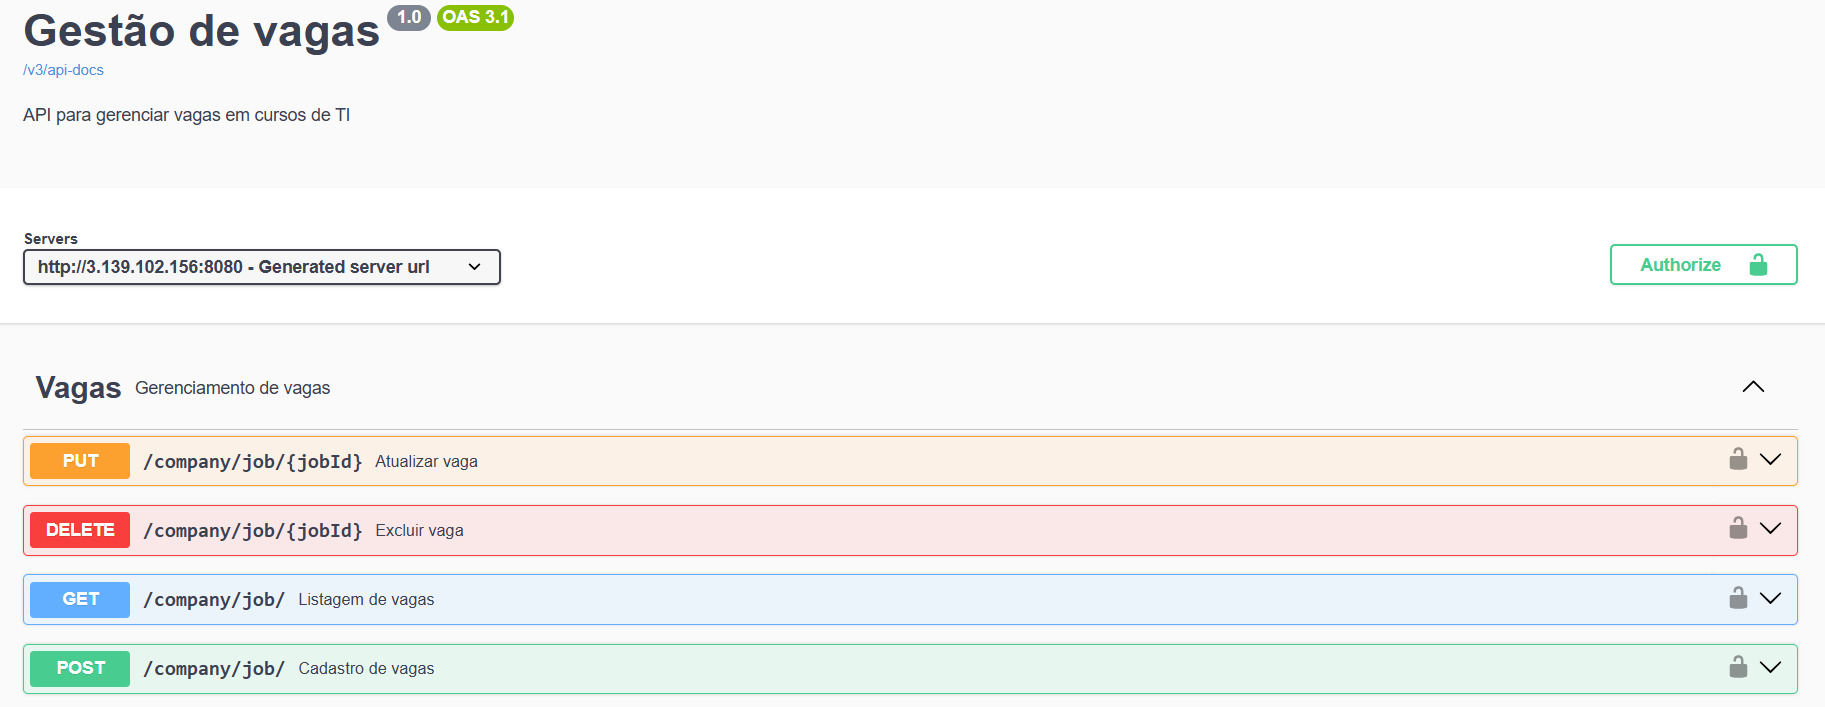 Gestão de vagas 1.0 OAS 3.1
/v3/api-docs
API para gerenciar vagas em cursos de TI
Servers
http://3.139.102.156:8080 - Generated server url
Authorize
Vagas Gerenciamento de vagas
PUT /company/job/{jobId} Atualizar vaga
DELETE /company/job/{jobId} Excluir vaga
GET /company/job/ Listagem de vagas
POST /company/job/ Cadastro de vagas